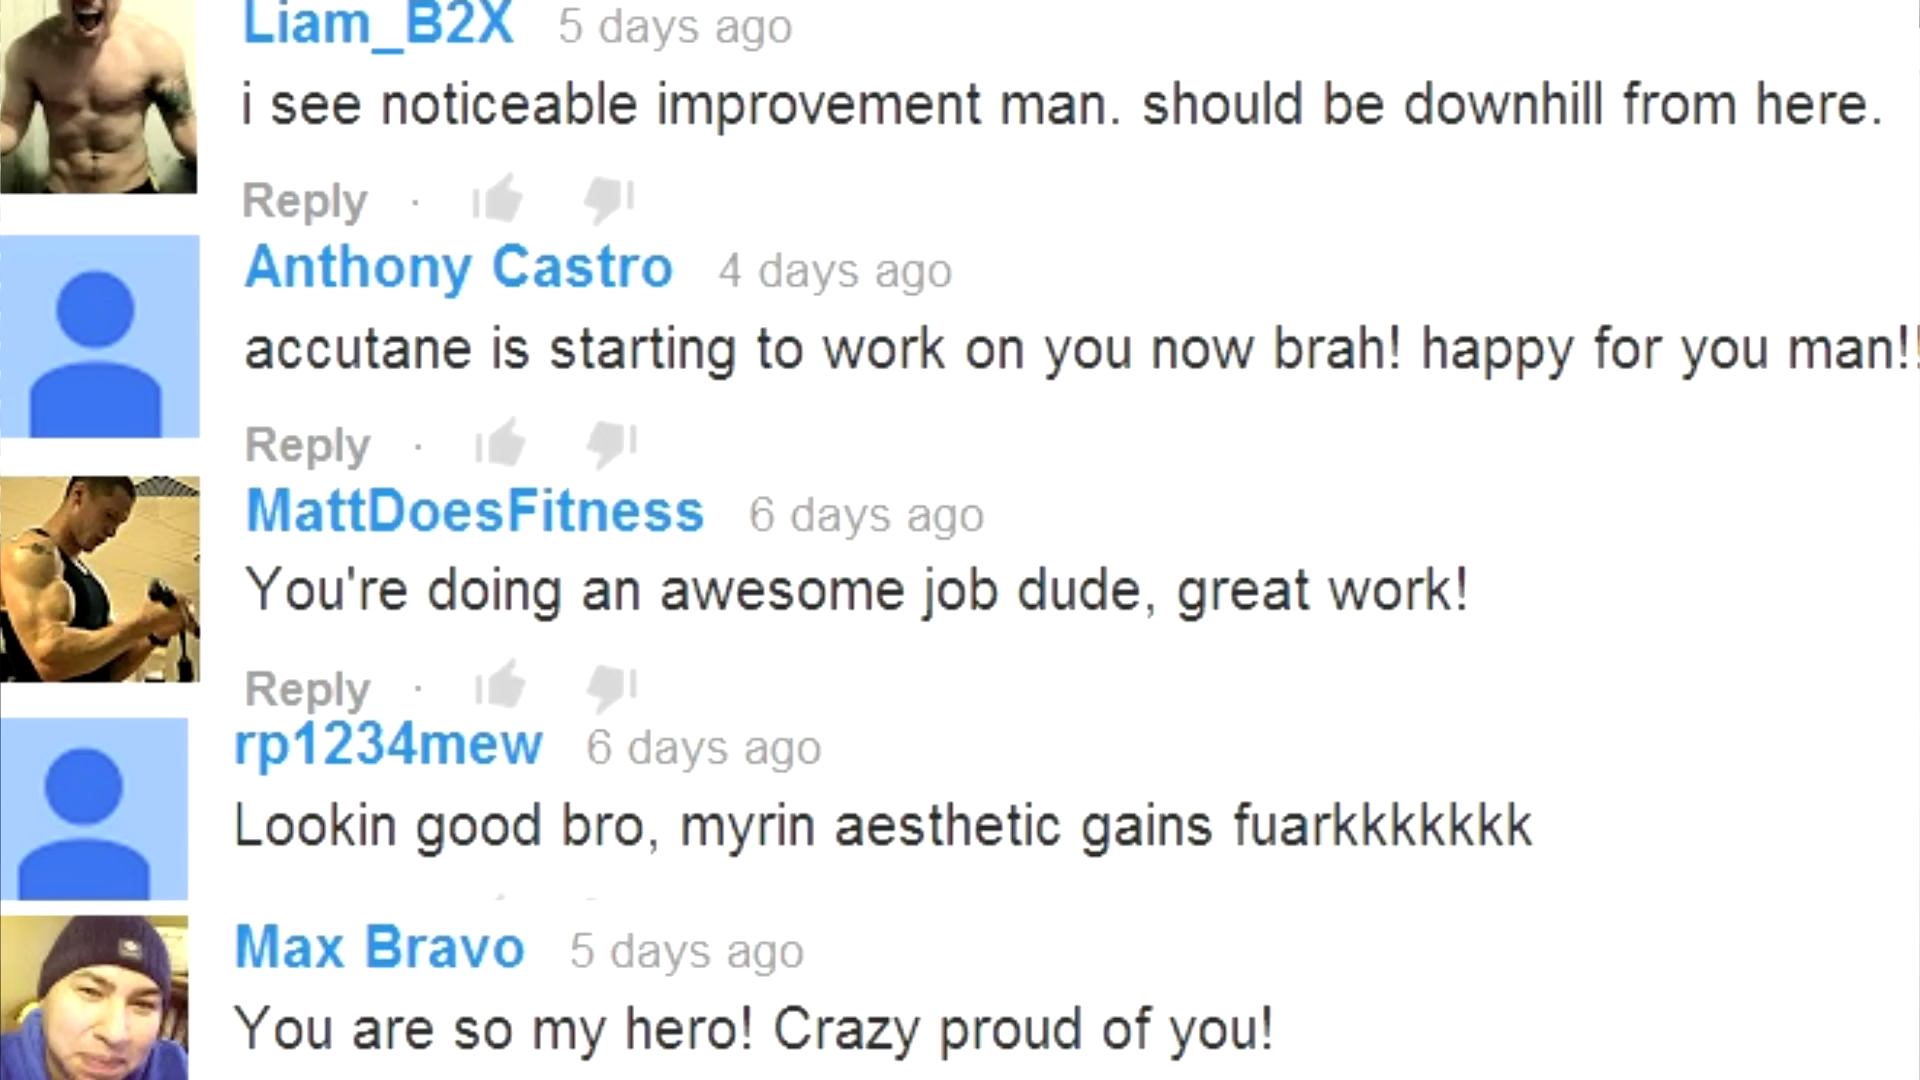 Liam_B2X 5 days ago
i see noticeable improvement man. should be downhill from here.
Reply ·
Anthony Castro 4 days ago
accutane is starting to work on you now brah! happy for you man!!
Reply ·
MattDoesFitness 6 days ago
You're doing an awesome job dude, great work!
Reply ·
rp1234mew 6 days ago
Lookin good bro, myrin aesthetic gains fuarkkkkkkk
Max Bravo 5 days ago
You are so my hero! Crazy proud of you!